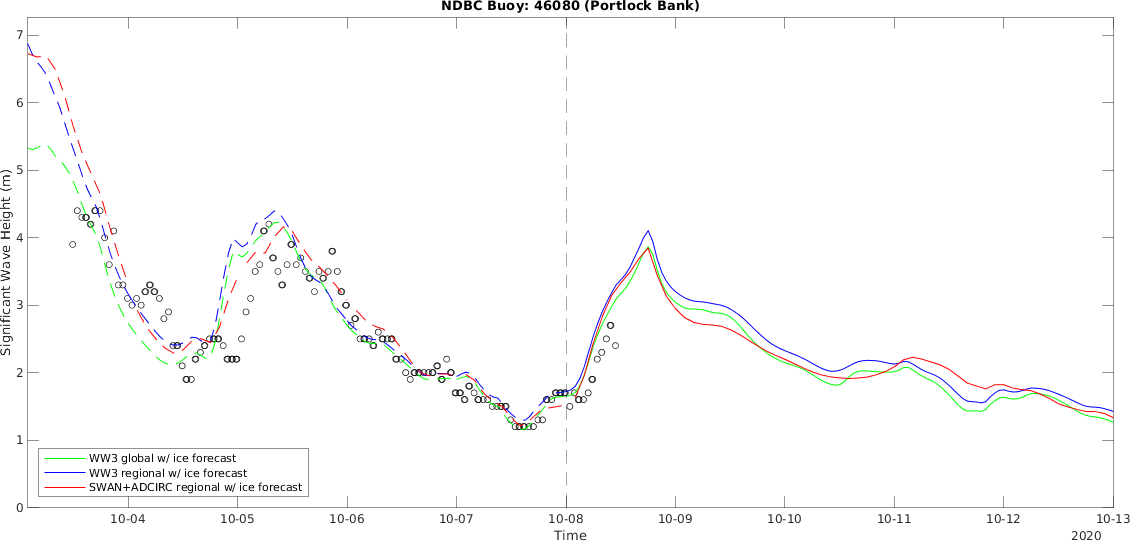 NDBC Buoy: 46080 (Portlock Bank)
7
6
5
4
3
2
1
0
Significant Wave Height (m)
WW3 global w/ ice forecast
WW3 regional w/ ice forecast
SWAN+ADCIRC regional w/ ice forecast
10-04 10-05 10-06 10-07 10-08 10-09 10-10 10-11 10-12 10-13
Time
2020